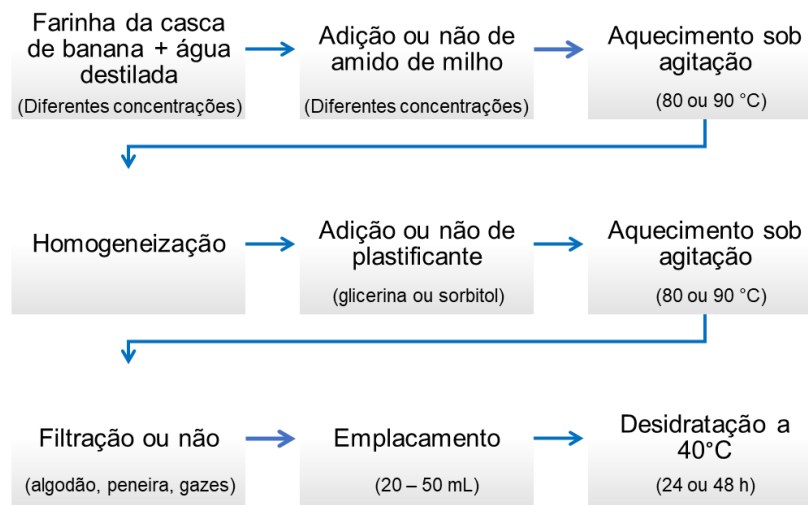 Farinha da casca
de banana + água
destilada
(Diferentes concentrações)
Adição ou não de
amido de milho
(Diferentes concentrações)
Aquecimento sob
agitação
(80 ou 90 °C)
Homogeneização
Adição ou não de
plastificante
(glicerina ou sorbitol)
Aquecimento sob
agitação
(80 ou 90 °C)
Filtração ou não
(algodão, peneira, gazes)
Emplacamento
(20 – 50 mL)
Desidratação a
40°C
(24 ou 48 h)